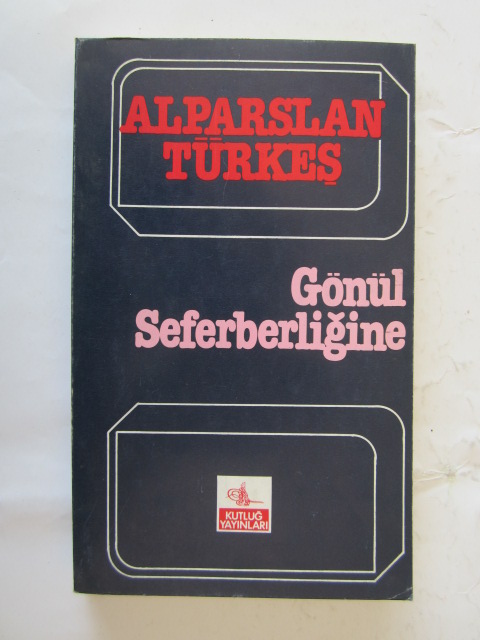 ALPARSLAN
TÜRKEŞ
Gönül
Seferberliğine
KUTLUĞ
YAYINLARI